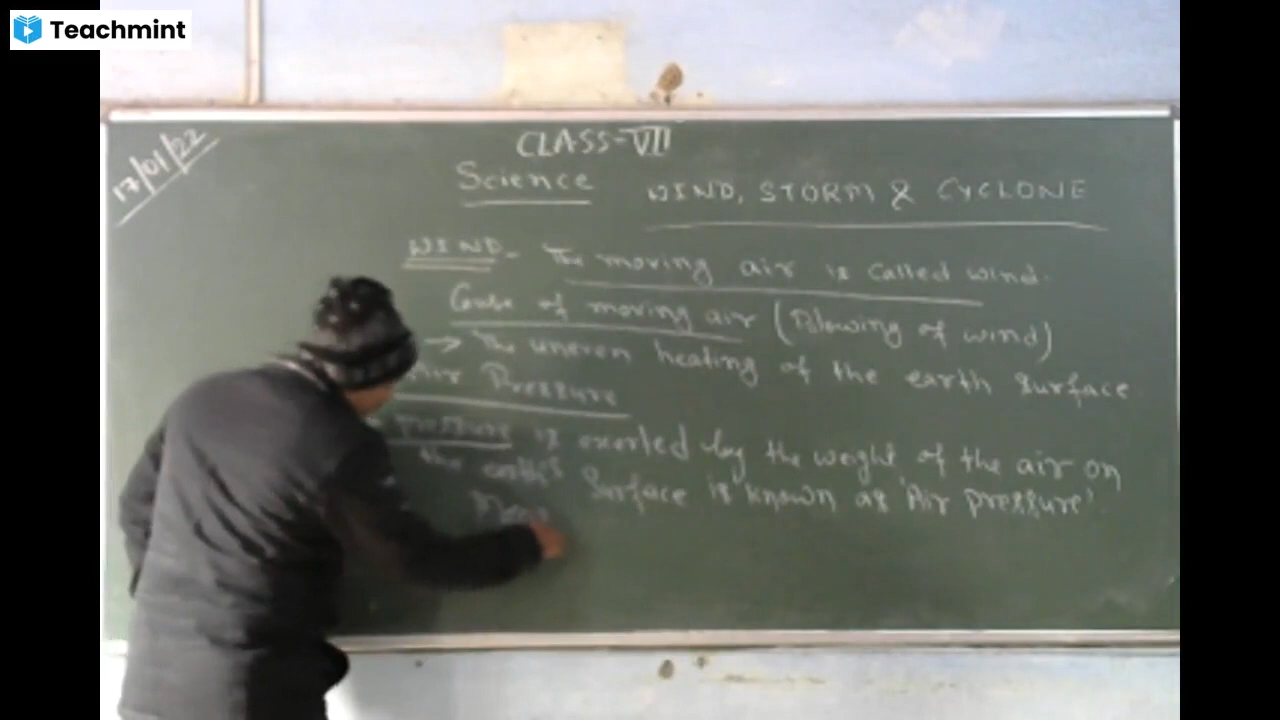 Teachmint
17/01/22
CLASS-VII
Science WIND, STORM & CYCLONE
WIND - The moving air is called wind.
Cause of moving air (Blowing of wind)
→ The uneven heating of the earth surface
Air Pressure
pressure is exerted by the weight of the air on
the earth's Surface is known as 'Air pressure'.